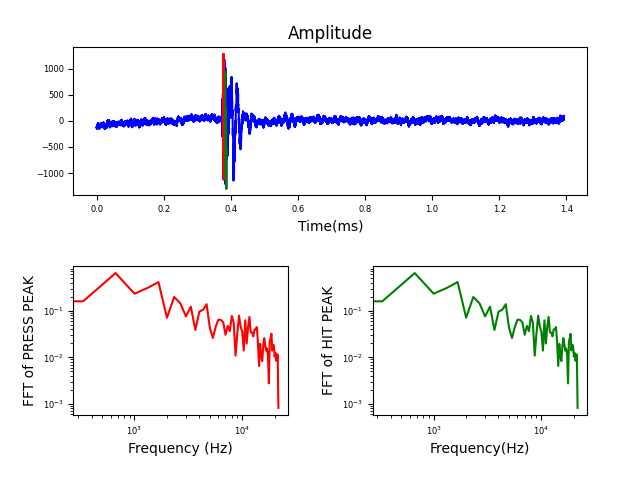 Amplitude
1000
500
0
−500
−1000
0.0 0.2 0.4 0.6 0.8 1.0 1.2 1.4
Time(ms)
FFT of PRESS PEAK
10⁻¹
10⁻²
10⁻³
10³ 10⁴
Frequency (Hz)
FFT of HIT PEAK
10⁻¹
10⁻²
10⁻³
10³ 10⁴
Frequency(Hz)